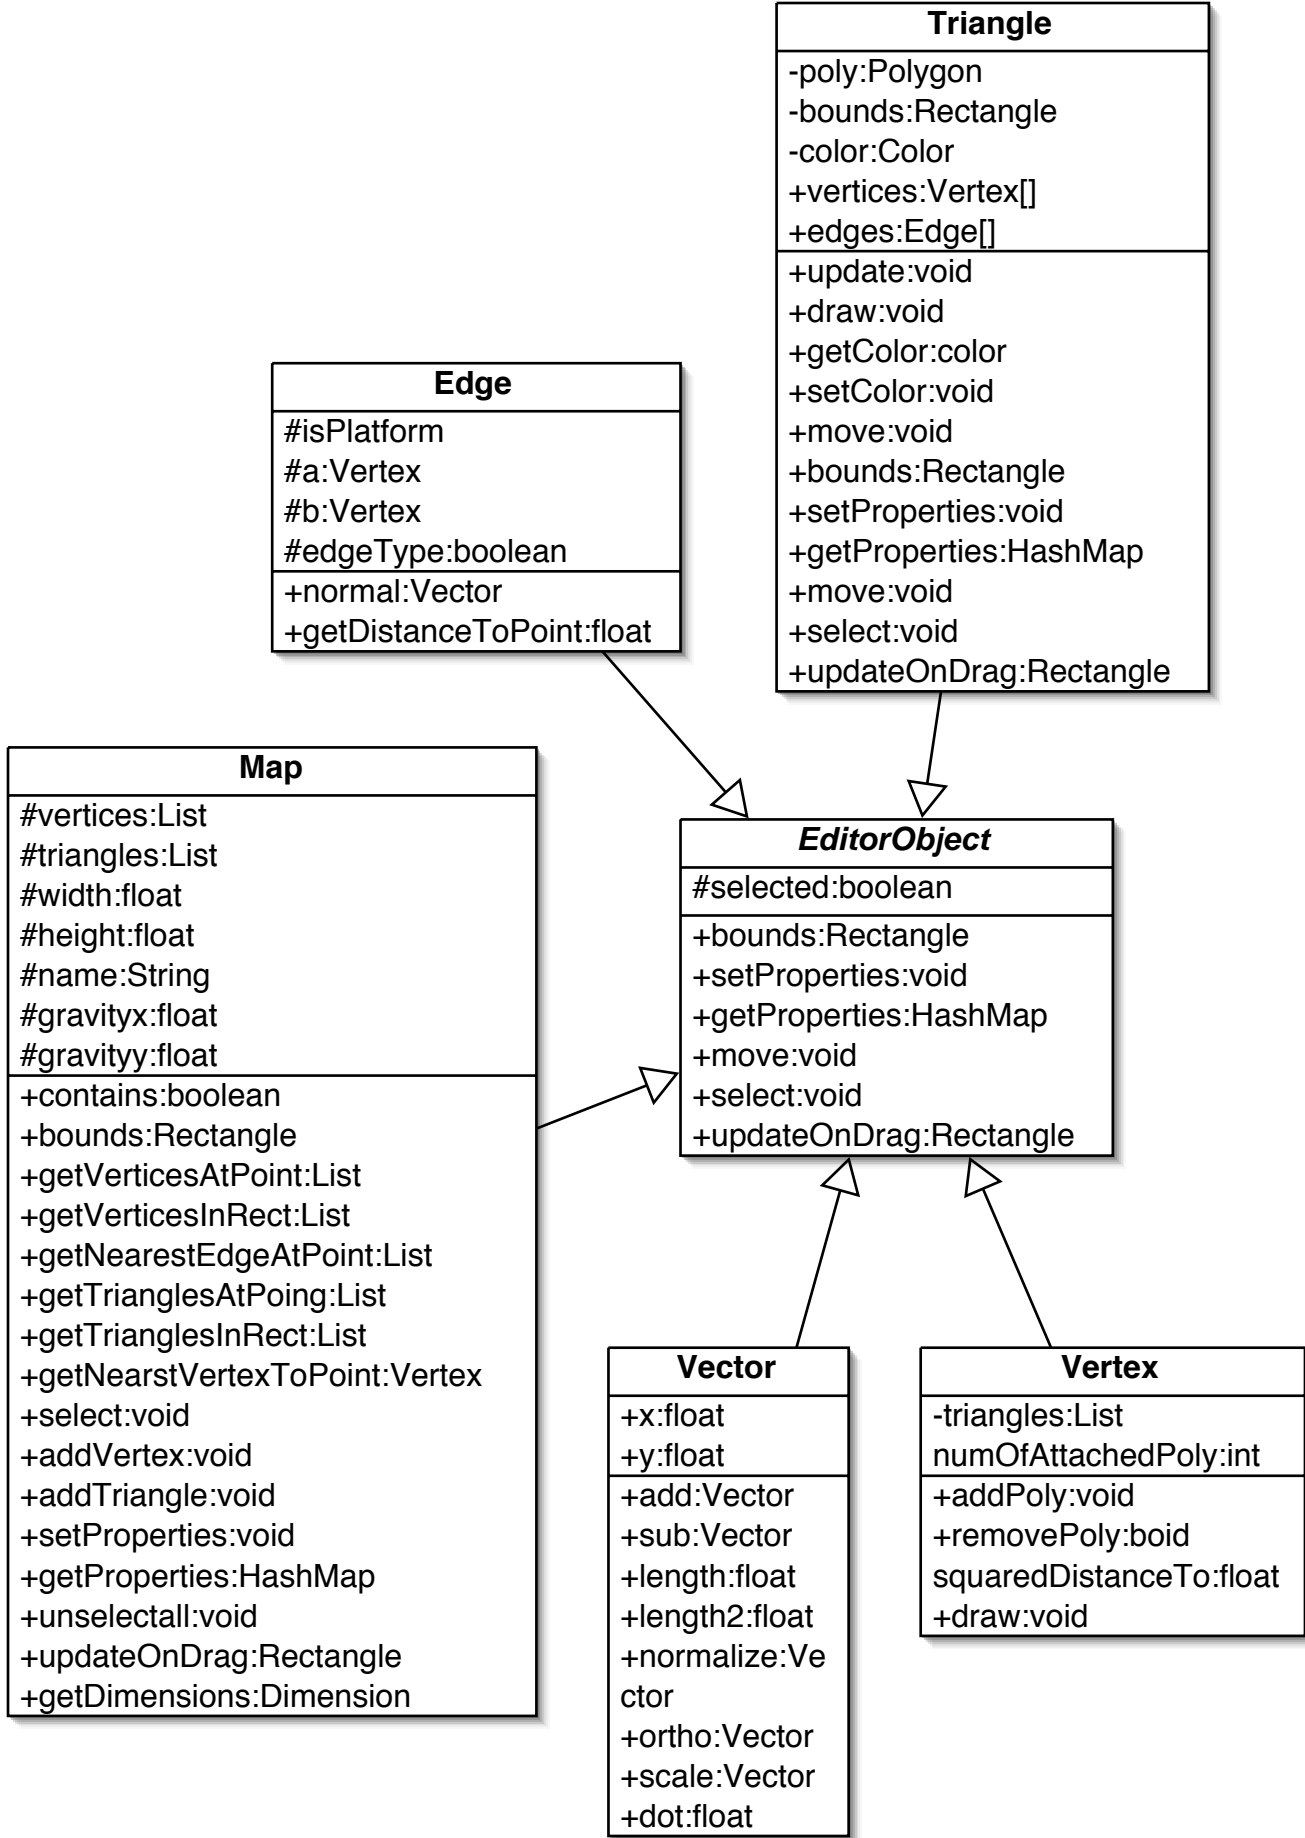 Triangle
-poly:Polygon
-bounds:Rectangle
-color:Color
+vertices:Vertex[]
+edges:Edge[]
+update:void
+draw:void
+getColor:color
+setColor:void
+move:void
+bounds:Rectangle
+setProperties:void
+getProperties:HashMap
+move:void
+select:void
+updateOnDrag:Rectangle
Edge
#isPlatform
#a:Vertex
#b:Vertex
#edgeType:boolean
+normal:Vector
+getDistanceToPoint:float
Map
#vertices:List
#triangles:List
#width:float
#height:float
#name:String
#gravityx:float
#gravityy:float
+contains:boolean
+bounds:Rectangle
+getVerticesAtPoint:List
+getVerticesInRect:List
+getNearestEdgeAtPoint:List
+getTrianglesAtPoing:List
+getTrianglesInRect:List
+getNearstVertexToPoint:Vertex
+select:void
+addVertex:void
+addTriangle:void
+setProperties:void
+getProperties:HashMap
+unselectall:void
+updateOnDrag:Rectangle
+getDimensions:Dimension
EditorObject
#selected:boolean
+bounds:Rectangle
+setProperties:void
+getProperties:HashMap
+move:void
+select:void
+updateOnDrag:Rectangle
Vector
+x:float
+y:float
+add:Vector
+sub:Vector
+length:float
+length2:float
+normalize:Ve
ctor
+ortho:Vector
+scale:Vector
+dot:float
Vertex
-triangles:List
numOfAttachedPoly:int
+addPoly:void
+removePoly:boid
squaredDistanceTo:float
+draw:void